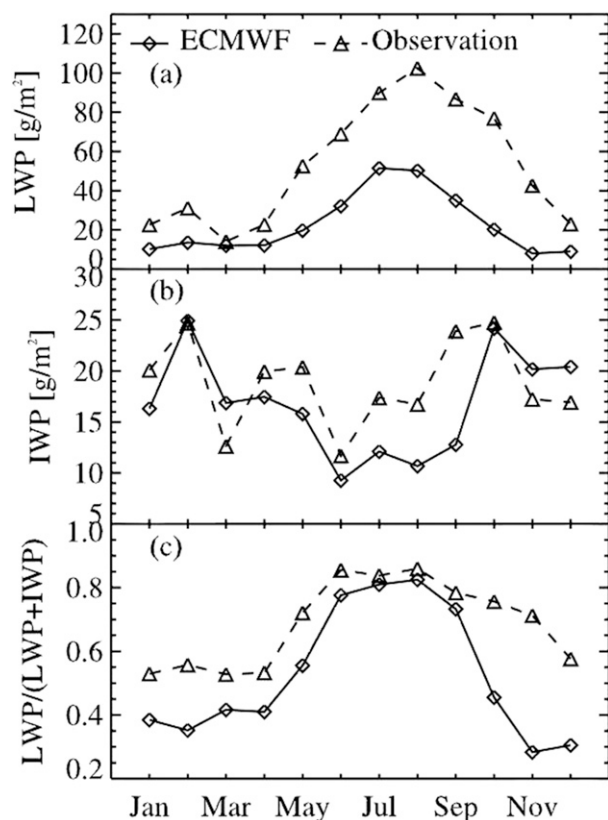 ECMWF
Observation
(a)
LWP [g/m²]
120
100
80
60
40
20
0
(b)
IWP [g/m²]
30
25
20
15
10
5
(c)
LWP/(LWP+IWP)
1.0
0.8
0.6
0.4
0.2
Jan Mar May Jul Sep Nov